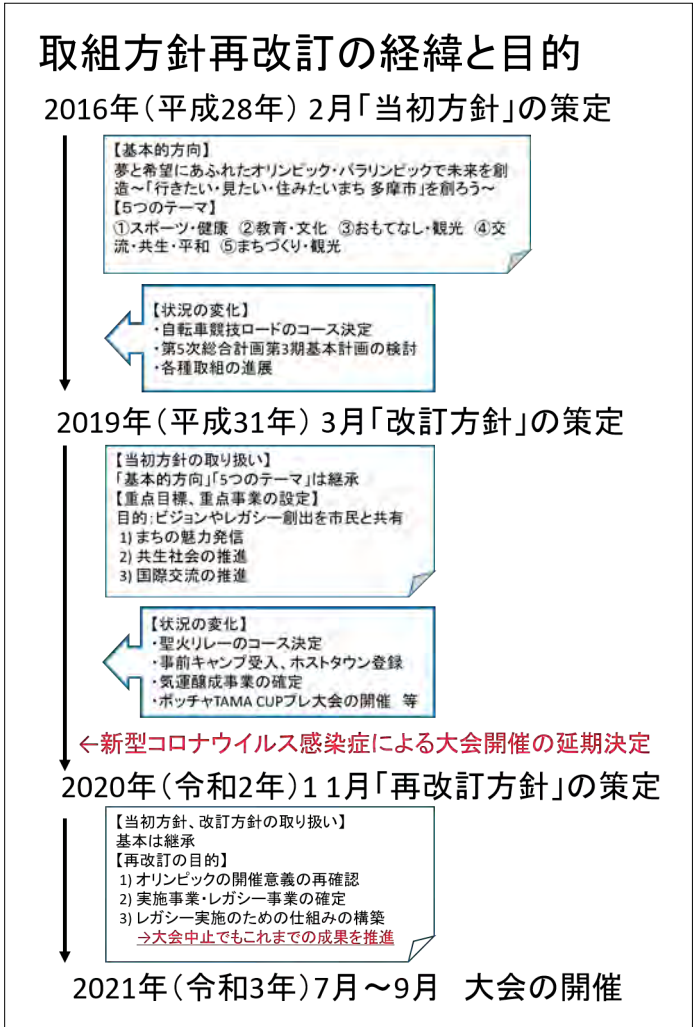 取組方針再改訂の経緯と目的
2016年（平成28年）2月「当初方針」の策定
【基本的方向】
夢と希望にあふれたオリンピック・パラリンピックで未来を創
造～「行きたい・見たい・住みたいまち 多摩市」を創ろう～
【5つのテーマ】
①スポーツ・健康 ②教育・文化 ③おもてなし・観光 ④交
流・共生・平和 ⑤まちづくり・観光
【状況の変化】
・自転車競技ロードのコース決定
・第5次総合計画第3期基本計画の検討
・各種取組の進展
2019年（平成31年）3月「改訂方針」の策定
【当初方針の取り扱い】
「基本的方向」「5つのテーマ」は継承
【重点目標、重点事業の設定】
目的：ビジョンやレガシー創出を市民と共有
1) まちの魅力発信
2) 共生社会の推進
3) 国際交流の推進
【状況の変化】
・聖火リレーのコース決定
・事前キャンプ受入、ホストタウン登録
・気運醸成事業の確定
・ボッチャTAMA CUPプレ大会の開催 等
←新型コロナウイルス感染症による大会開催の延期決定
2020年（令和2年）11月「再改訂方針」の策定
【当初方針、改訂方針の取り扱い】
基本は継承
【再改訂の目的】
1) オリンピックの開催意義の再確認
2) 実施事業・レガシー事業の確定
3) レガシー実施のための仕組みの構築
→大会中止でもこれまでの成果を推進
2021年（令和3年）7月～9月 大会の開催